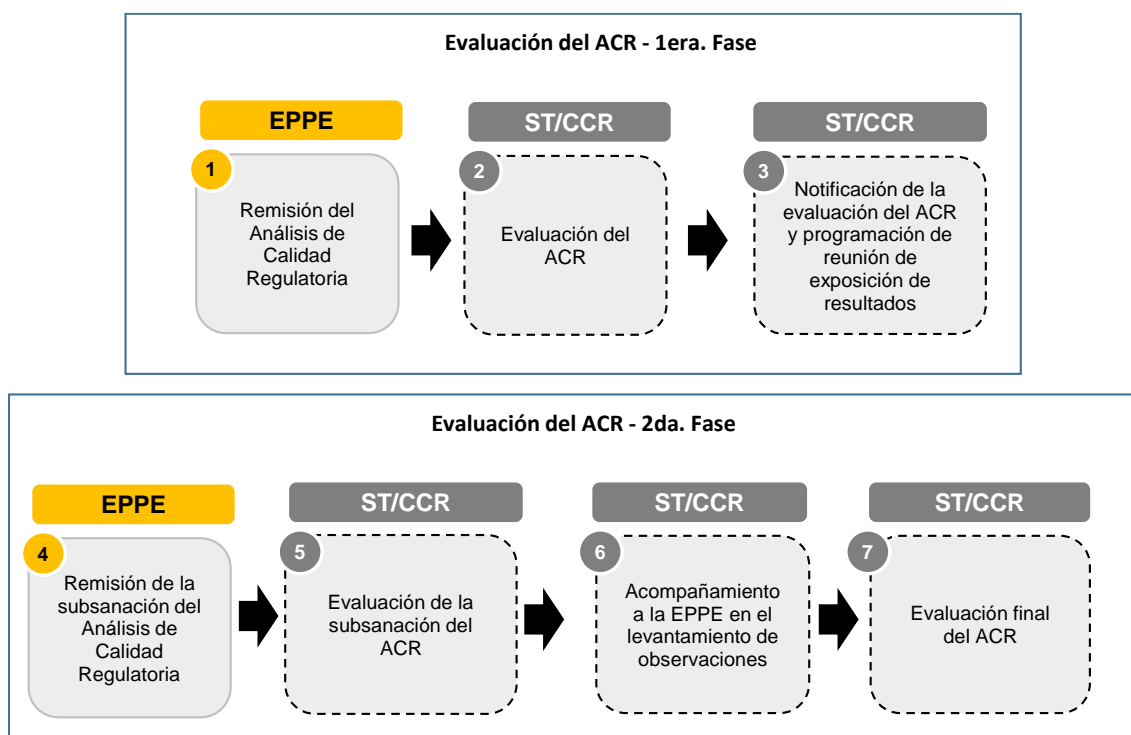 Evaluación del ACR - 1era. Fase
EPPE
ST/CCR
ST/CCR
1
Remisión del
Análisis de
Calidad
Regulatoria
2
Evaluación del
ACR
3
Notificación de la
evaluación del ACR
y programación de
reunión de
exposición de
resultados
Evaluación del ACR - 2da. Fase
EPPE
ST/CCR
ST/CCR
ST/CCR
4
Remisión de la
subsanación del
Análisis de
Calidad
Regulatoria
5
Evaluación de la
subsanación del
ACR
6
Acompañamiento
a la EPPE en el
levantamiento de
observaciones
7
Evaluación final
del ACR